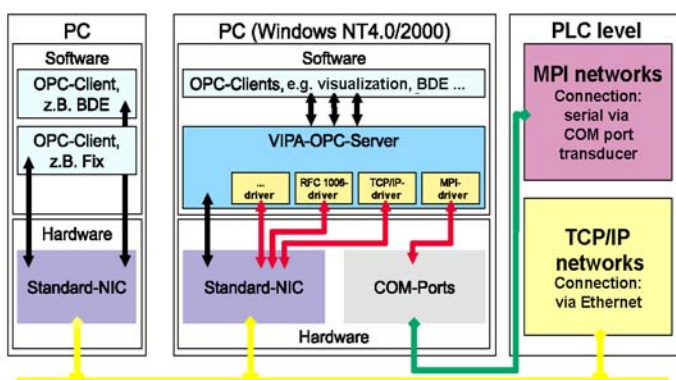 PC
Software
OPC-Client,
z.B. BDE
OPC-Client,
z.B. Fix
Hardware
Standard-NIC
PC (Windows NT4.0/2000)
Software
OPC-Clients, e.g. visualization, BDE ...
VIPA-OPC-Server
...
driver
RFC 1006-
driver
TCP/IP-
driver
MPI-
driver
Standard-NIC
COM-Ports
Hardware
PLC level
MPI networks
Connection:
serial via
COM port
transducer
TCP/IP
networks
Connection:
via Ethernet